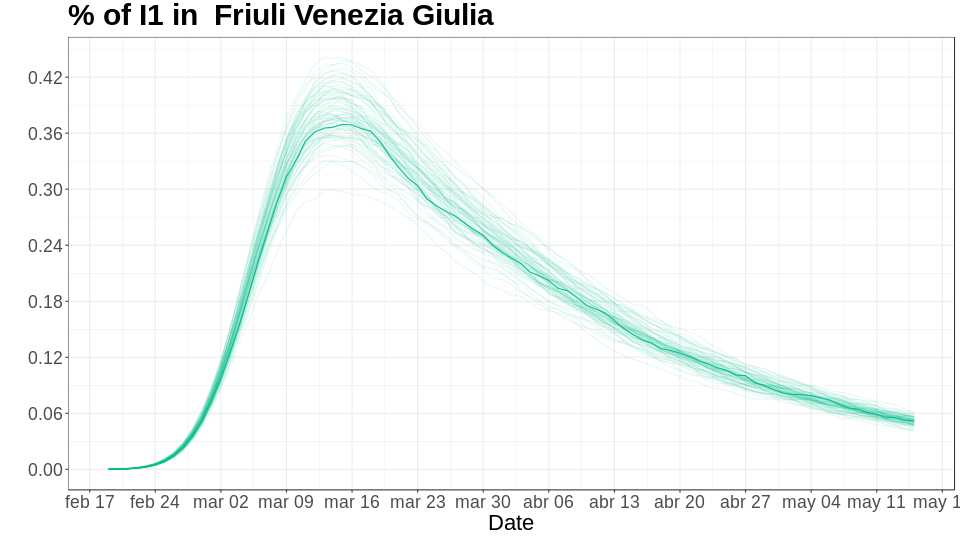 % of I1 in  Friuli Venezia Giulia
0.42
0.36
0.30
0.24
0.18
0.12
0.06
0.00
feb 17 feb 24 mar 02 mar 09 mar 16 mar 23 mar 30 abr 06 abr 13 abr 20 abr 27 may 04 may 11 may 1
Date